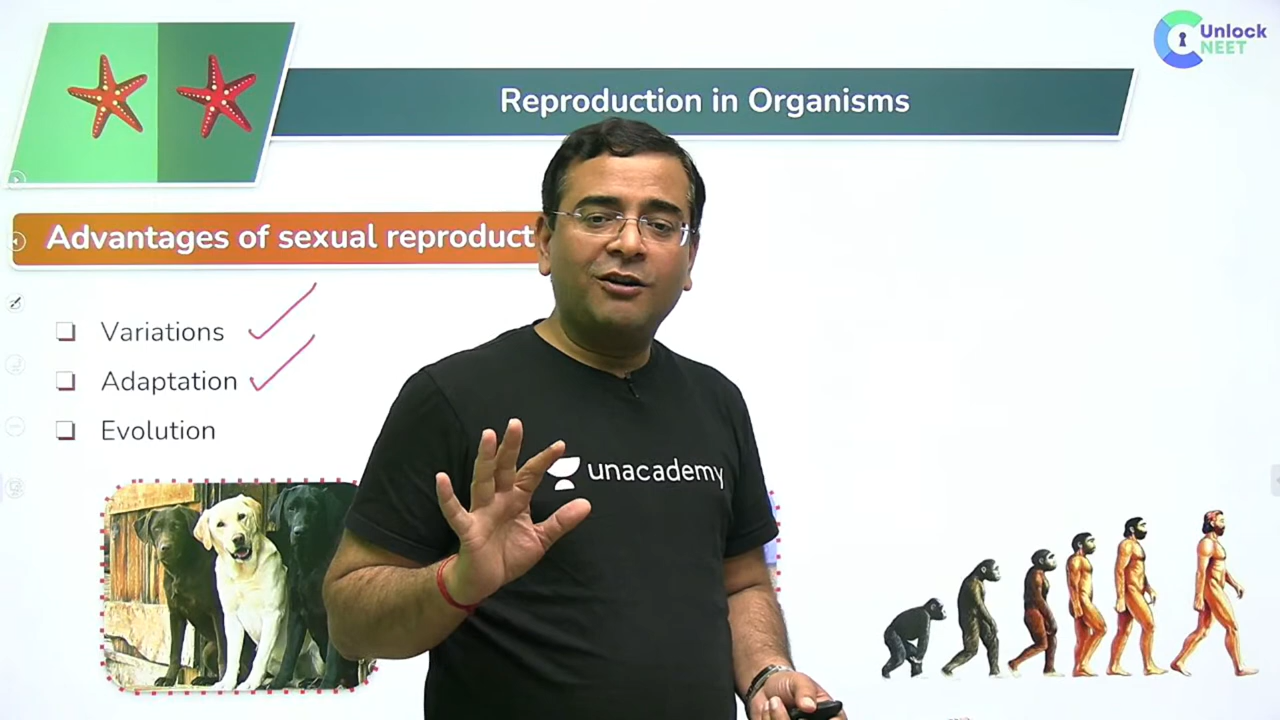 Unlock
NEET
Reproduction in Organisms
Advantages of sexual reproduct
Variations
Adaptation
Evolution
unacademy